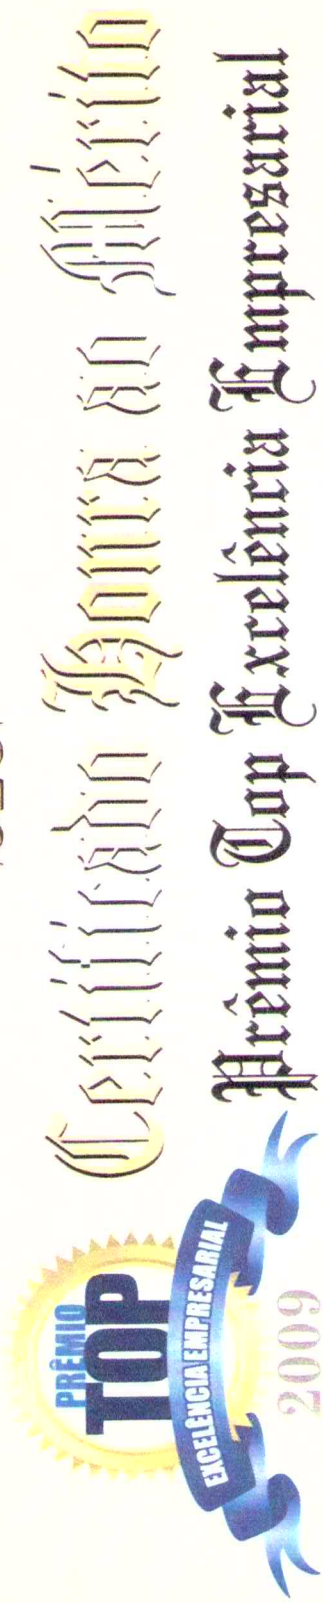 Certificado Honra ao Mérito
Prêmio Top Excelência Empresarial
PRÊMIO
TOP
EXCELÊNCIA EMPRESARIAL
2009